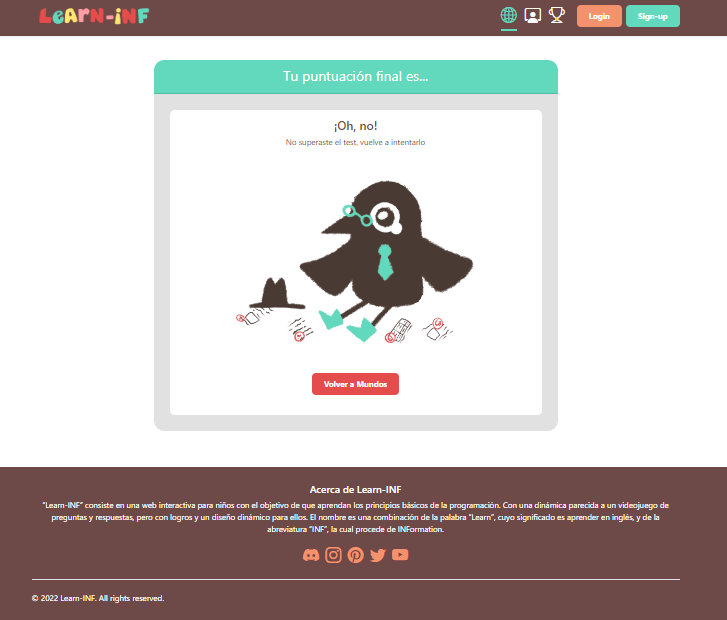 LeArn-iNF
Login
Sign-up
Tu puntuación final es...
¡Oh, no!
No superaste el test, vuelve a intentarlo
Volver a Mundos
Acerca de Learn-INF
"Learn-INF" consiste en una web interactiva para niños con el objetivo de que aprendan los principios básicos de la programación. Con una dinámica parecida a un videojuego de
preguntas y respuestas, pero con logros y un diseño dinámico para ellos. El nombre es una combinación de la palabra "Learn", cuyo significado es aprender en inglés, y de la
abreviatura "INF", la cual procede de INFormation.
© 2022 Learn-INF. All rights reserved.